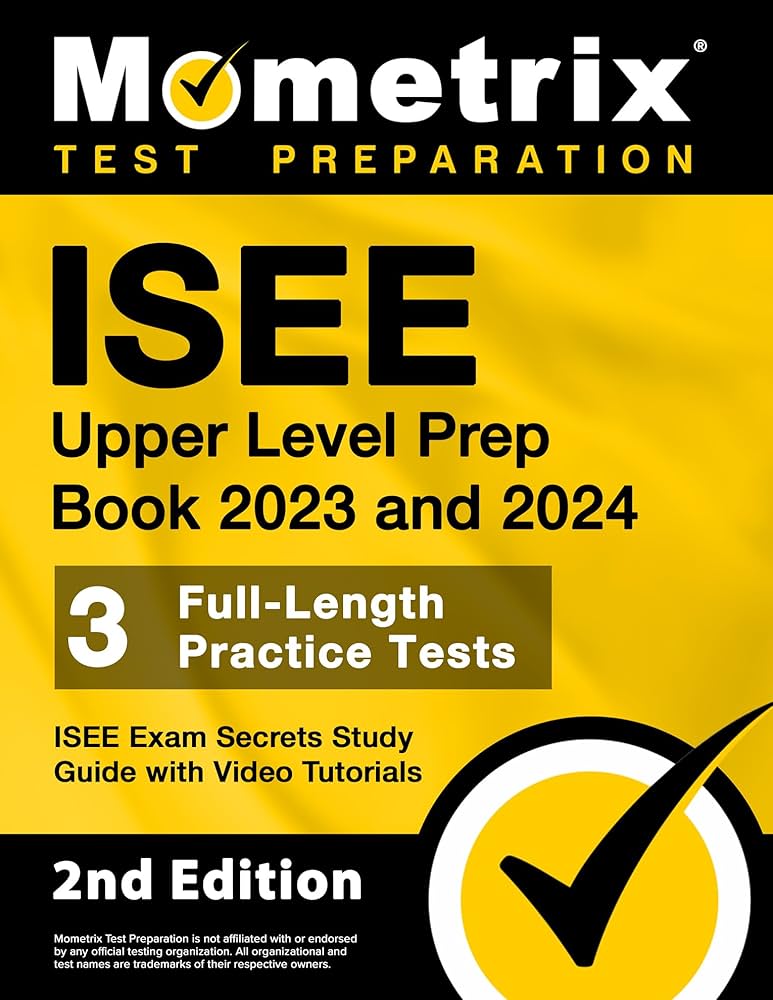 Mometrix®
TEST PREPARATION
ISEE
Upper Level Prep
Book 2023 and 2024
3 Full-Length
Practice Tests
ISEE Exam Secrets Study
Guide with Video Tutorials
2nd Edition
Mometrix Test Preparation is not affiliated with or endorsed
by any official testing organization. All organizational and
test names are trademarks of their respective owners.